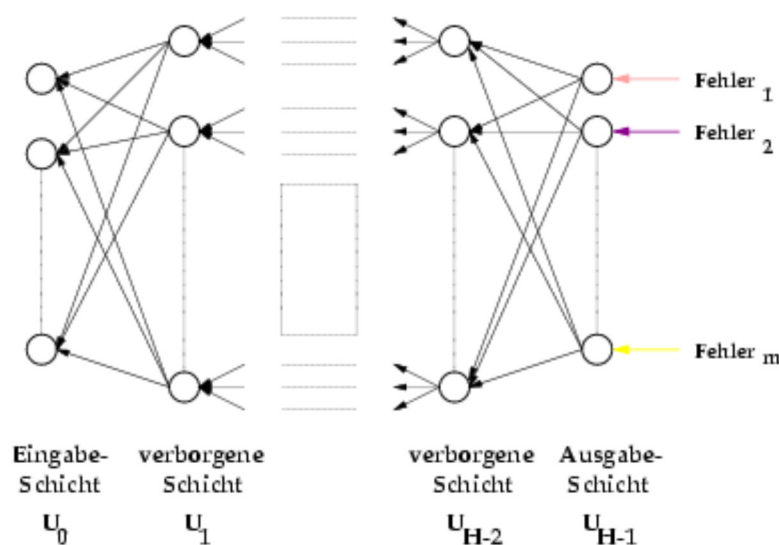 Fehler 1
Fehler 2
Fehler m
Eingabe-
Schicht
U0
verborgene
Schicht
U1
verborgene
Schicht
UH-2
Ausgabe-
Schicht
UH-1